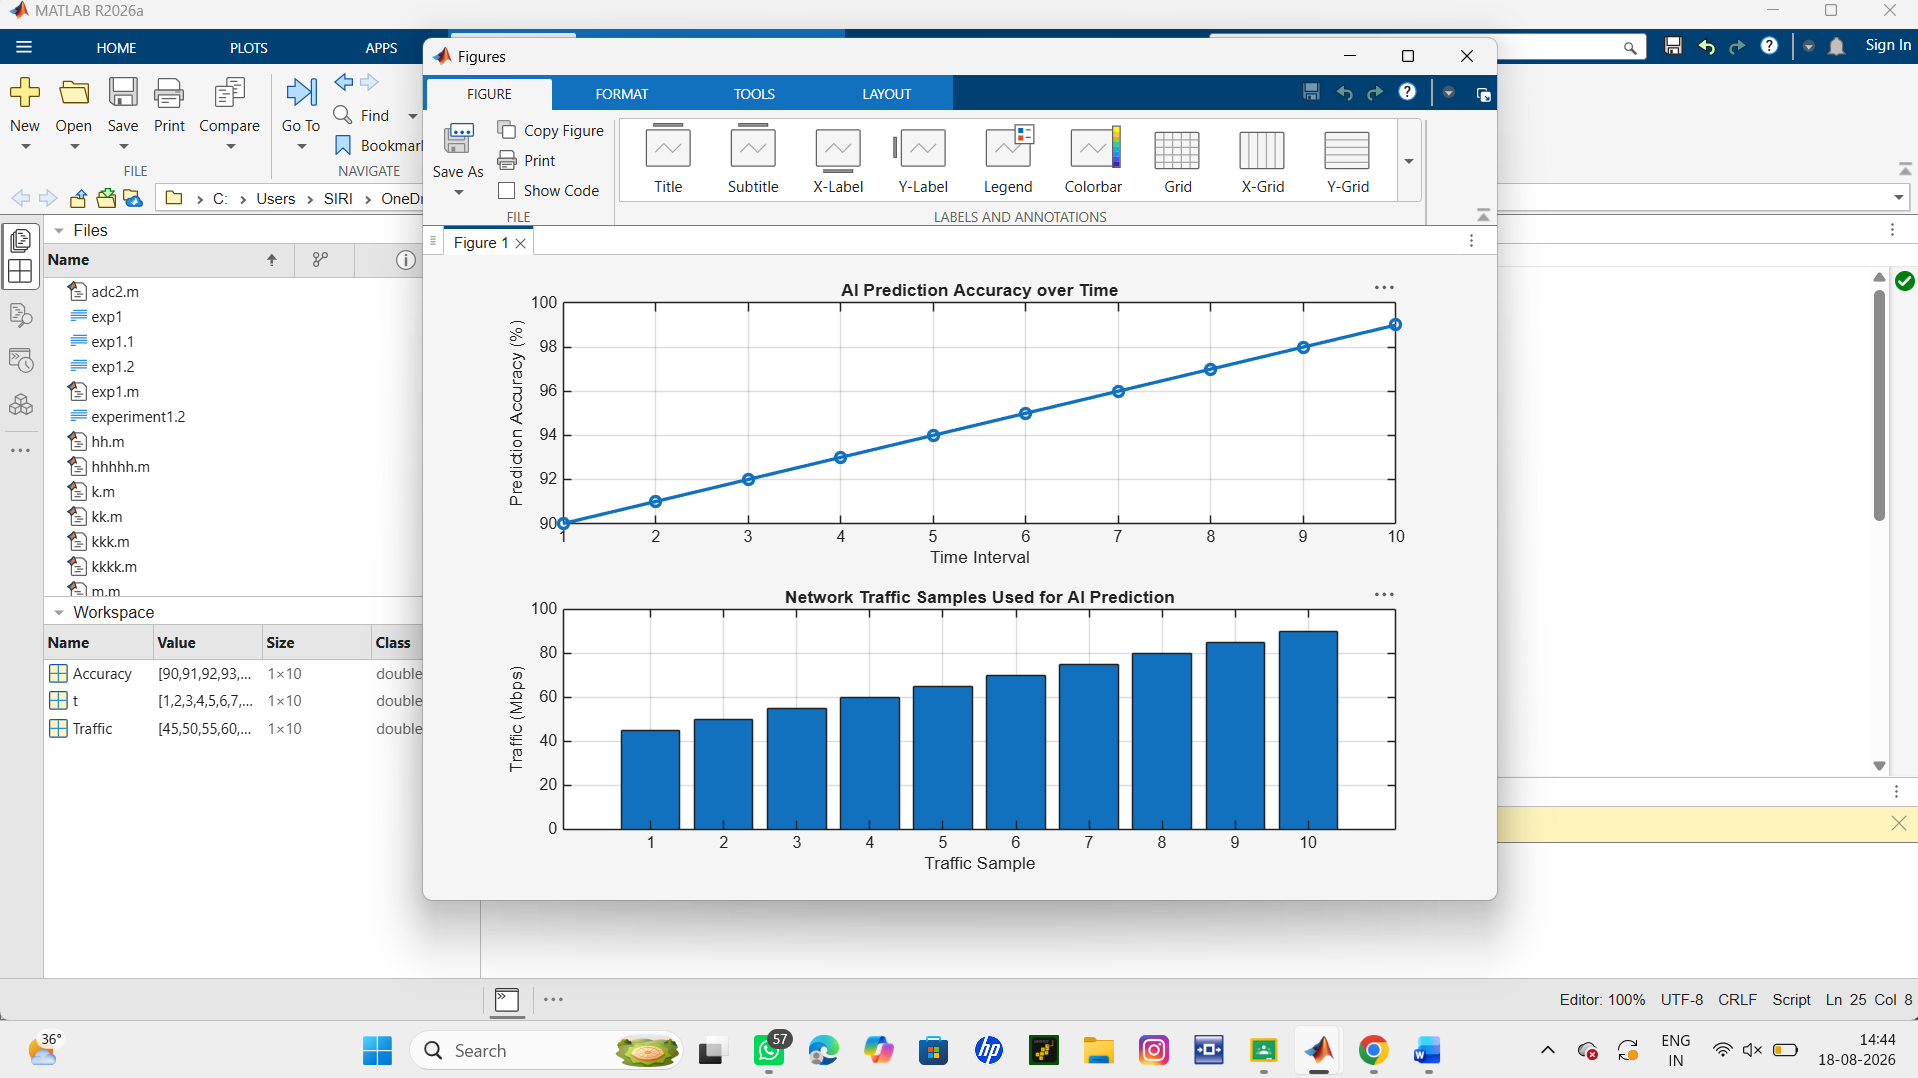 MATLAB R2026a
HOME PLOTS APPS
Sign In
New Open Save Print Compare Go To
Find
Bookmar
FILE NAVIGATE
C: Users SIRI OneDr
Files
Name
adc2.m
exp1
exp1.1
exp1.2
exp1.m
experiment1.2
hh.m
hhhhh.m
k.m
kk.m
kkk.m
kkkk.m
m.m
Workspace
Name Value Size Class
Accuracy [90,91,92,93,... 1×10 double
t [1,2,3,4,5,6,7,... 1×10 double
Traffic [45,50,55,60,... 1×10 double
Figures
FIGURE FORMAT TOOLS LAYOUT
Save As
Copy Figure
Print
Show Code
FILE
Title Subtitle X-Label Y-Label Legend Colorbar Grid X-Grid Y-Grid
LABELS AND ANNOTATIONS
Figure 1
AI Prediction Accuracy over Time
Prediction Accuracy (%)
100
98
96
94
92
90
1 2 3 4 5 6 7 8 9 10
Time Interval
Network Traffic Samples Used for AI Prediction
Traffic (Mbps)
100
80
60
40
20
0
1 2 3 4 5 6 7 8 9 10
Traffic Sample
Editor: 100% UTF-8 CRLF Script Ln 25 Col 8
36°
Search
57
ENG
IN
14:44
18-08-2026